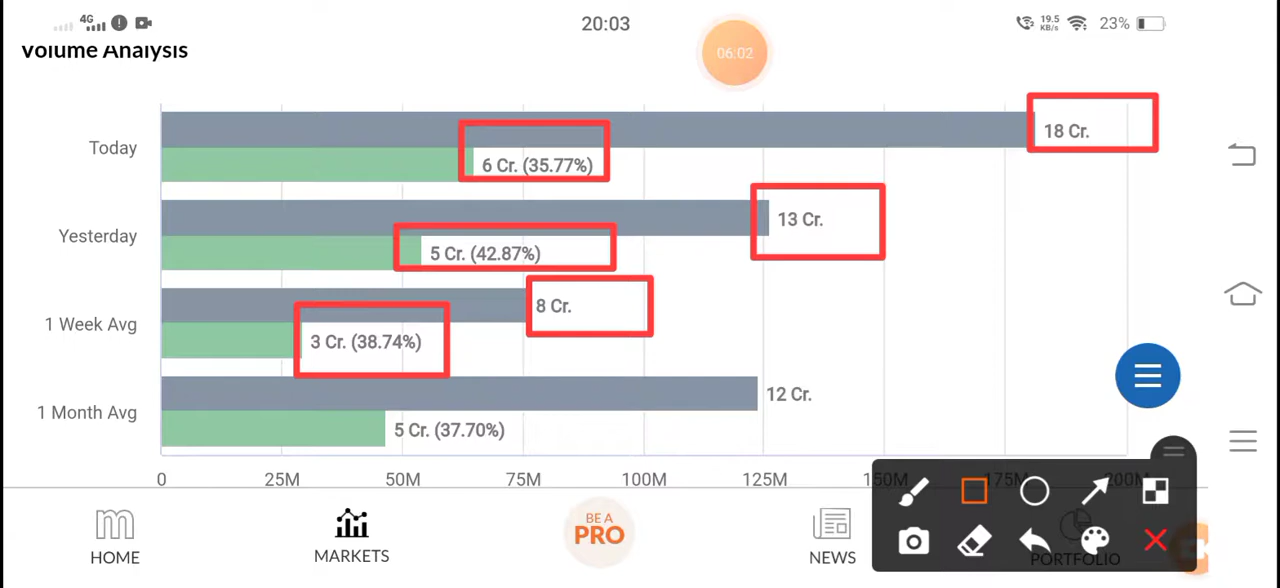 4G
20:03
19.5
KB/s
23%
Volume Analysis
06:02
Today
18 Cr.
6 Cr. (35.77%)
Yesterday
13 Cr.
5 Cr. (42.87%)
1 Week Avg
8 Cr.
3 Cr. (38.74%)
1 Month Avg
12 Cr.
5 Cr. (37.70%)
0 25M 50M 75M 100M 125M 150M 175M 200M
HOME
MARKETS
BE A
PRO
NEWS
PORTFOLIO